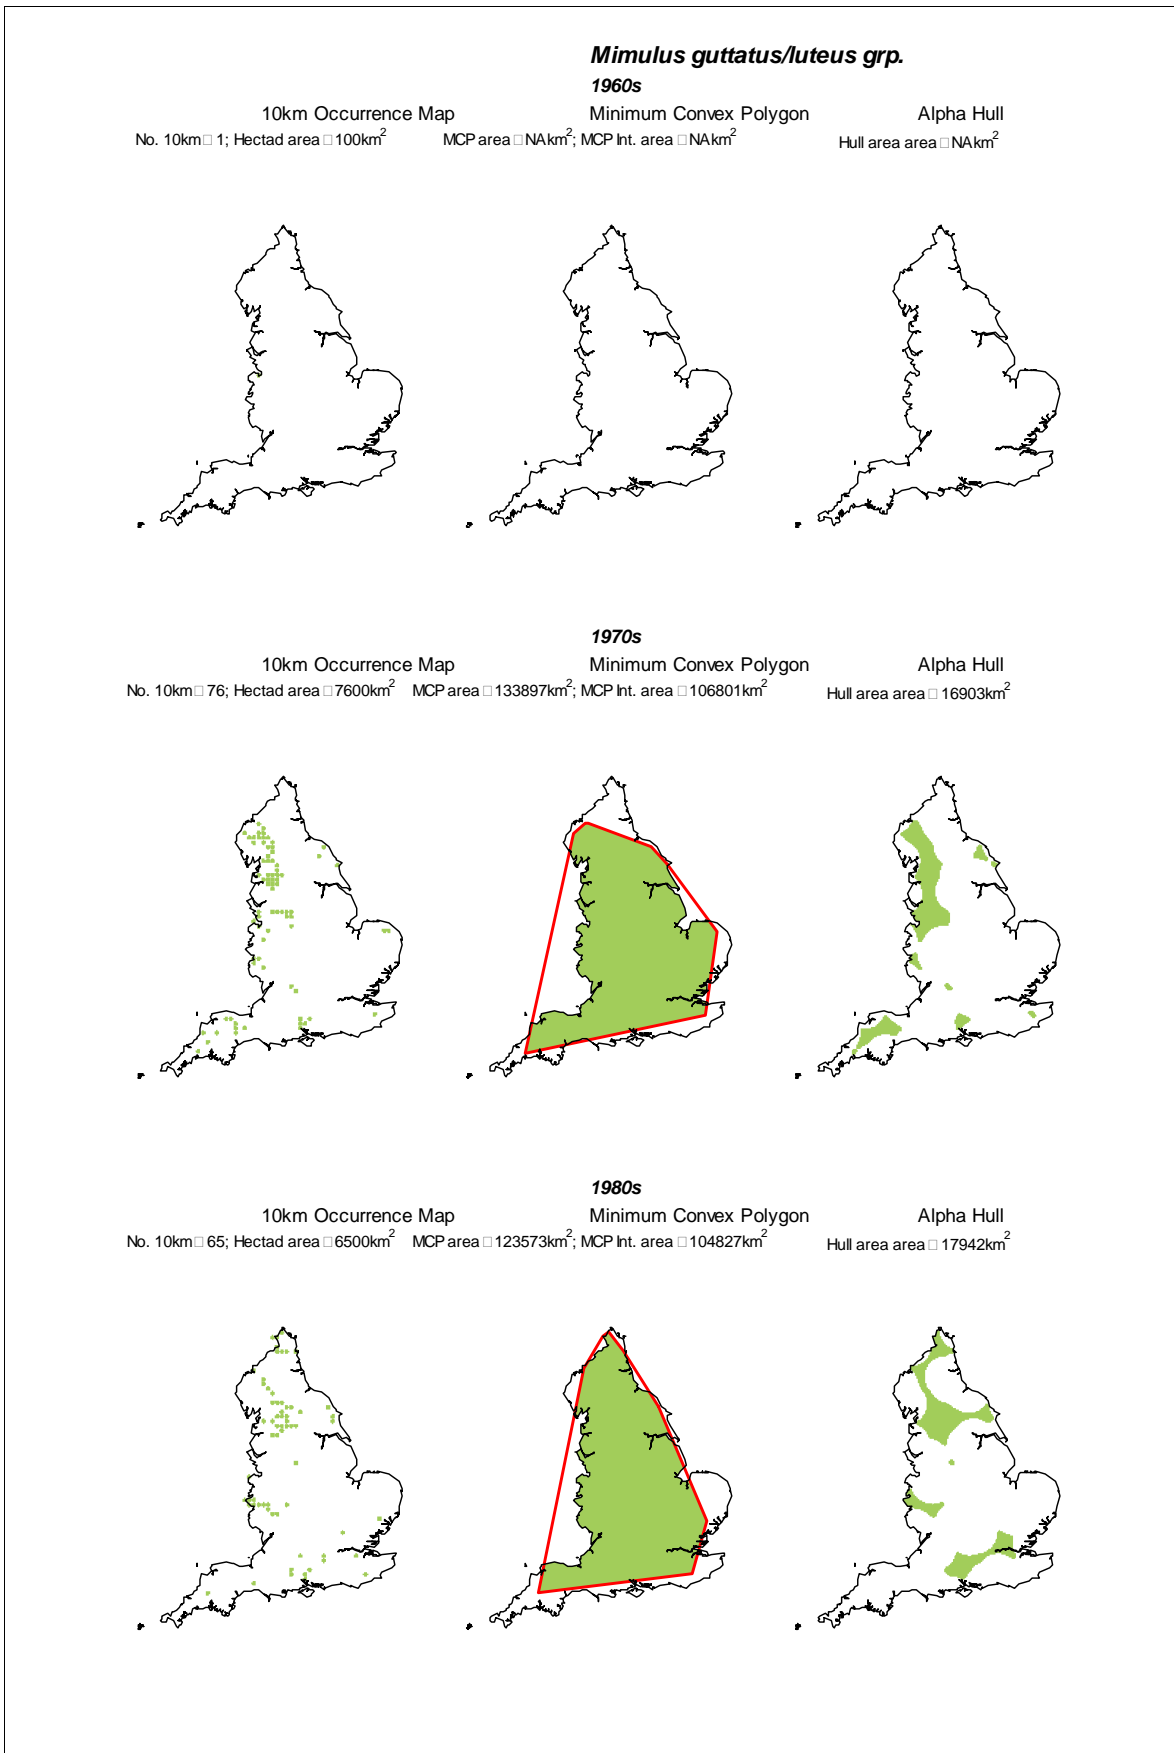 Mimulus guttatus/luteus grp.
1960s
10km Occurrence Map Minimum Convex Polygon Alpha Hull
No. 10km□1; Hectad area□100km² MCP area□NAkm²; MCP Int. area□NAkm² Hull area area□NAkm²
1970s
10km Occurrence Map Minimum Convex Polygon Alpha Hull
No. 10km□76; Hectad area□7600km² MCP area□133897km²; MCP Int. area□106801km² Hull area area□16903km²
1980s
10km Occurrence Map Minimum Convex Polygon Alpha Hull
No. 10km□65; Hectad area□6500km² MCP area□123573km²; MCP Int. area□104827km² Hull area area□17942km²